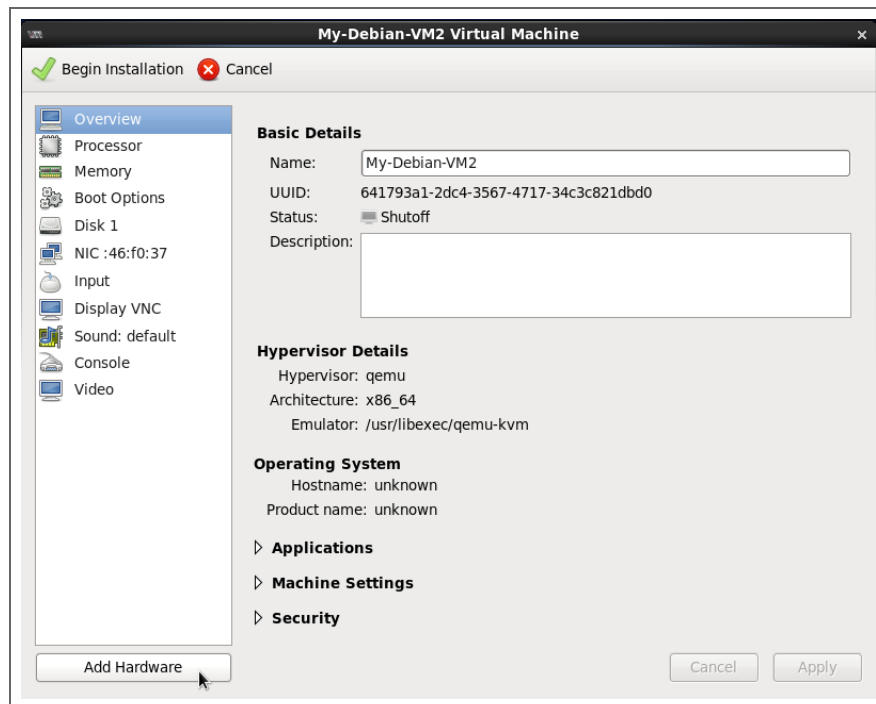 My-Debian-VM2 Virtual Machine
Begin Installation Cancel
Overview
Processor
Memory
Boot Options
Disk 1
NIC :46:f0:37
Input
Display VNC
Sound: default
Console
Video
Add Hardware
Basic Details
Name: My-Debian-VM2
UUID: 641793a1-2dc4-3567-4717-34c3c821dbd0
Status: Shutoff
Description:
Hypervisor Details
Hypervisor: qemu
Architecture: x86_64
Emulator: /usr/libexec/qemu-kvm
Operating System
Hostname: unknown
Product name: unknown
Applications
Machine Settings
Security
Cancel Apply